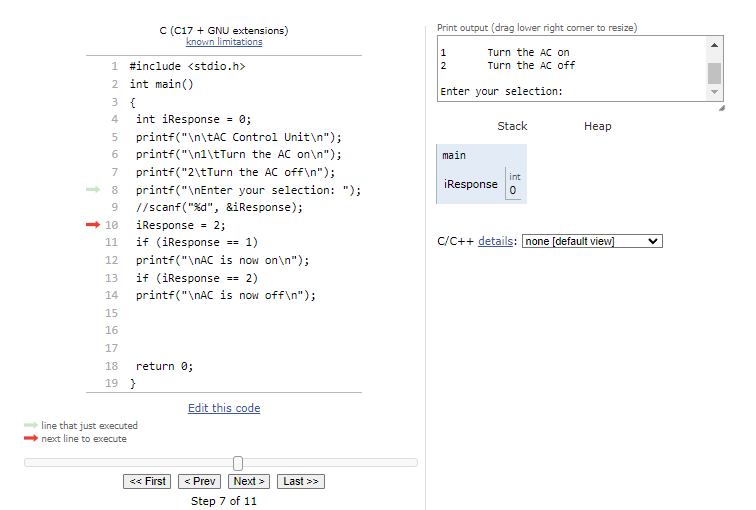 C (C17 + GNU extensions)
known limitations
1 #include <stdio.h>
2 int main()
3 {
4 int iResponse = 0;
5 printf("\n\tAC Control Unit\n");
6 printf("\n1\tTurn the AC on\n");
7 printf("2\tTurn the AC off\n");
8 printf("\nEnter your selection: ");
9 //scanf("%d", &iResponse);
10 iResponse = 2;
11 if (iResponse == 1)
12 printf("\nAC is now on\n");
13 if (iResponse == 2)
14 printf("\nAC is now off\n");
15
16
17
18 return 0;
19 }
Edit this code
line that just executed
next line to execute
<< First < Prev Next > Last >>
Step 7 of 11
Print output (drag lower right corner to resize)
1 Turn the AC on
2 Turn the AC off
Enter your selection:
Stack Heap
main
int
iResponse 0
C/C++ details: none [default view]